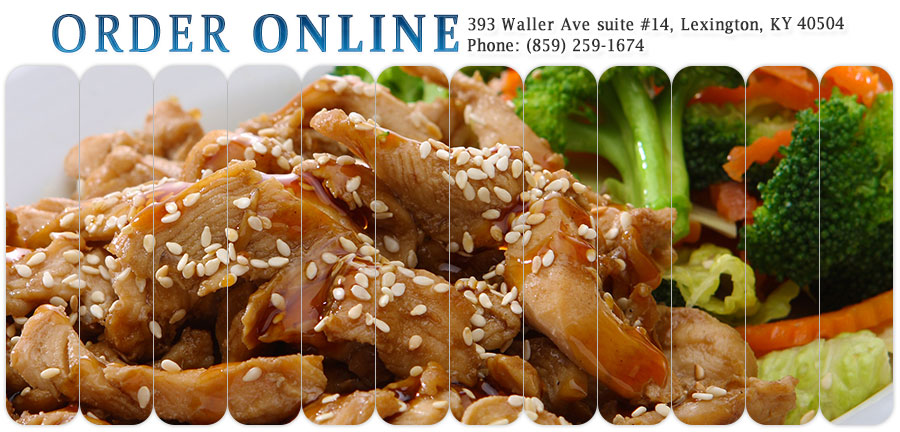 ORDER ONLINE
393 Waller Ave suite #14, Lexington, KY 40504
Phone: (859) 259-1674